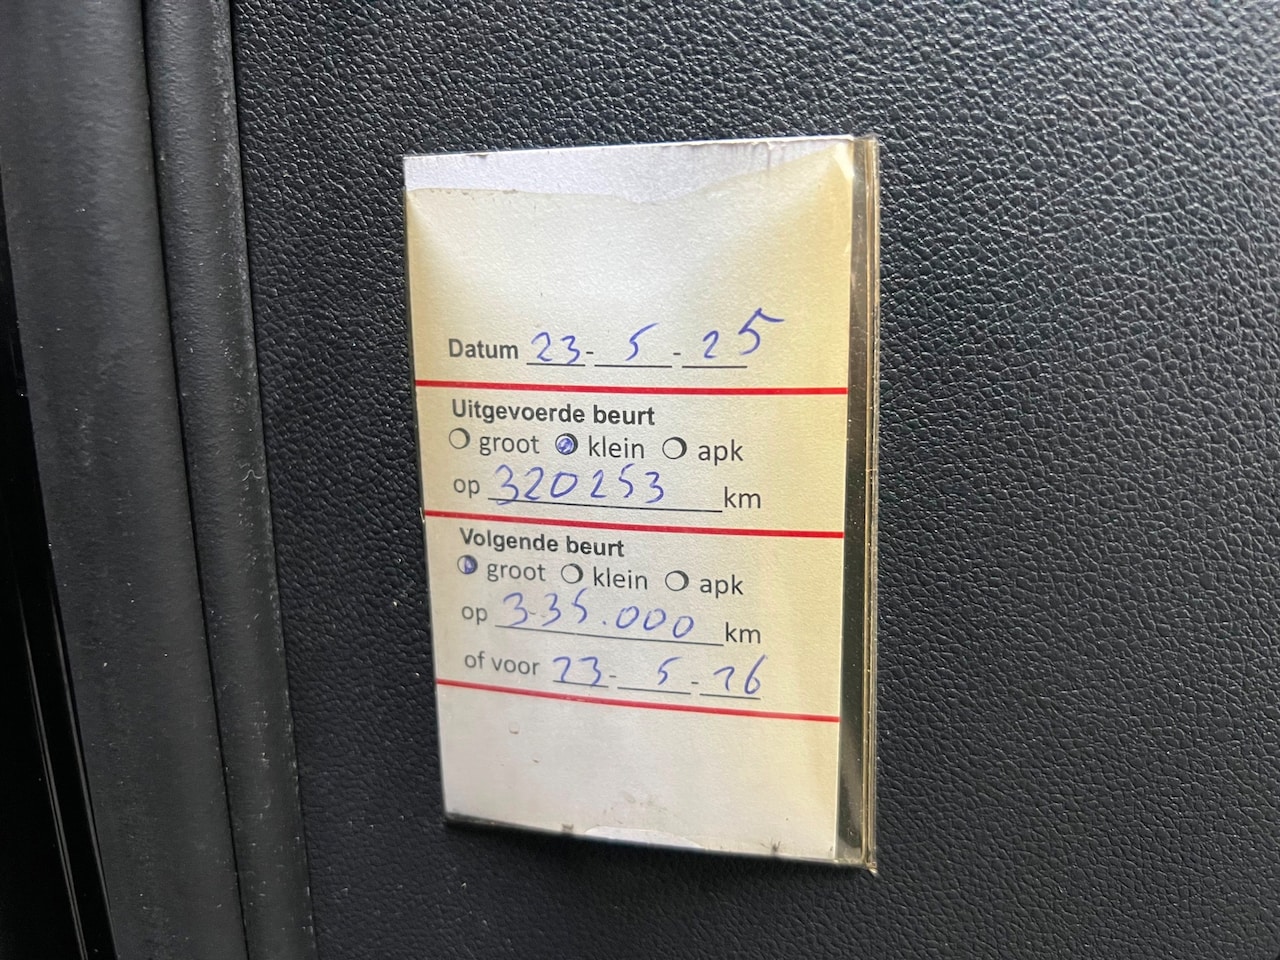 Datum 23-5-25
Uitgevoerde beurt
groot klein apk
op 320253 km
Volgende beurt
groot klein apk
op 335.000 km
of voor 23-5-26